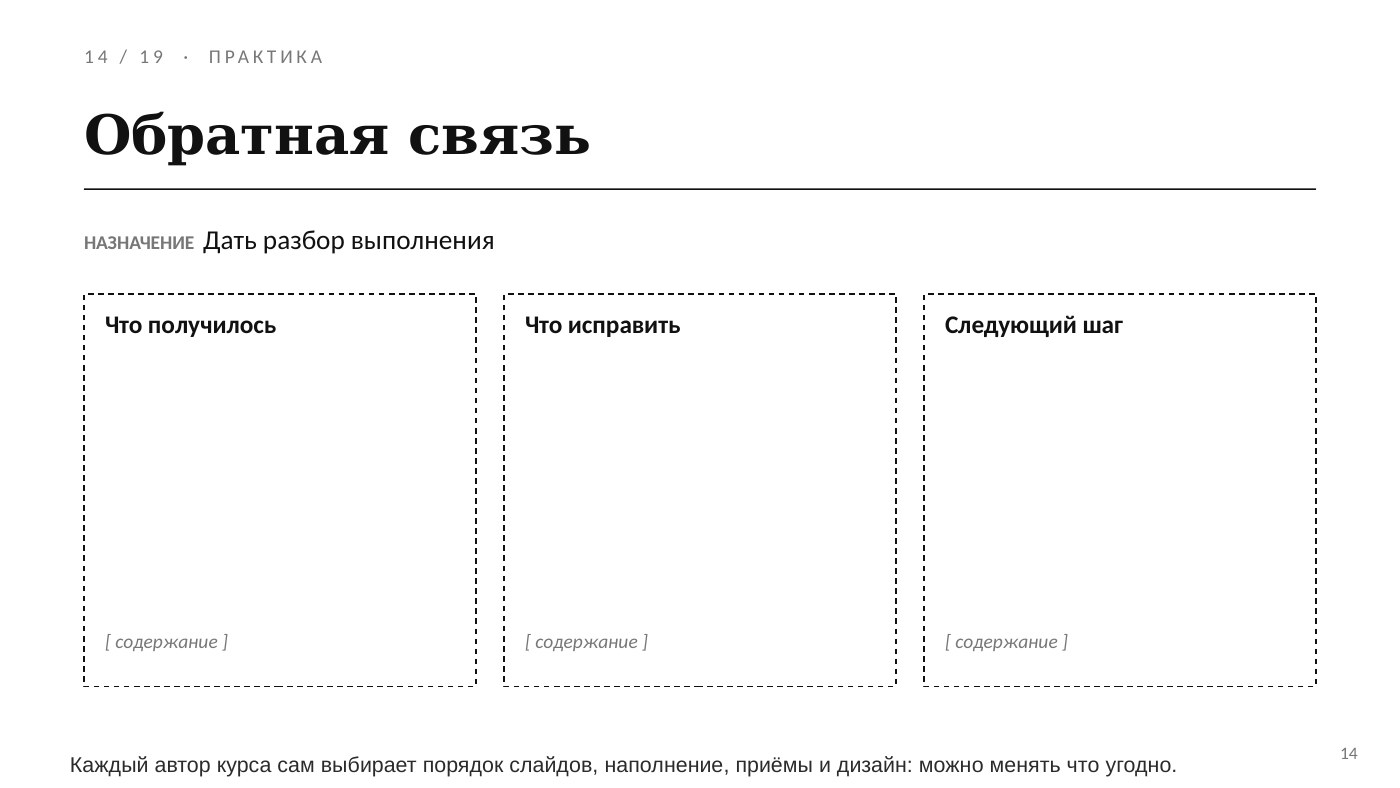 14 / 19 · ПРАКТИКА
Обратная связь
НАЗНАЧЕНИЕ Дать разбор выполнения
Что получилось
[ содержание ]
Что исправить
[ содержание ]
Следующий шаг
[ содержание ]
Каждый автор курса сам выбирает порядок слайдов, наполнение, приёмы и дизайн: можно менять что угодно.
14